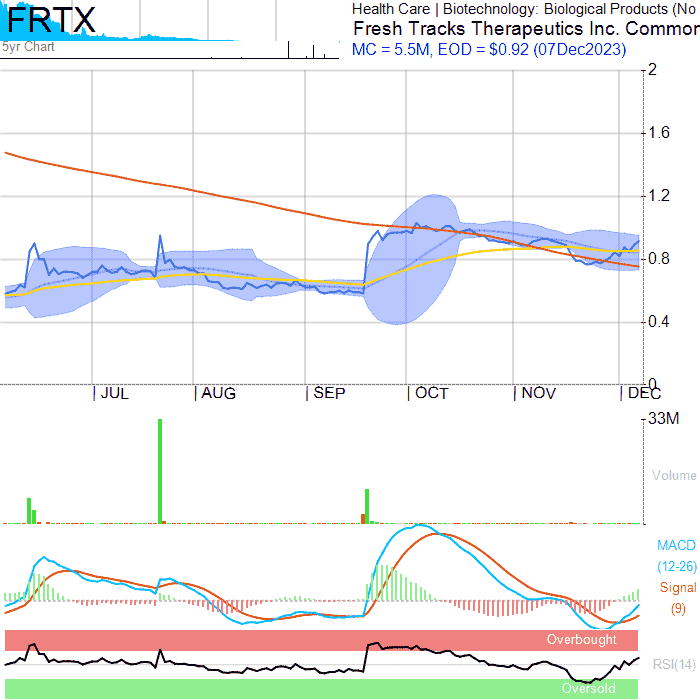 FRTX
5yr Chart
Health Care | Biotechnology: Biological Products (No
Fresh Tracks Therapeutics Inc. Common
MC = 5.5M, EOD = $0.92 (07Dec2023)
2
1.6
1.2
0.8
0.4
0
JUL AUG SEP OCT NOV DEC
33M
Volume
MACD
(12-26)
Signal
(9)
Overbought
RSI(14)
Oversold